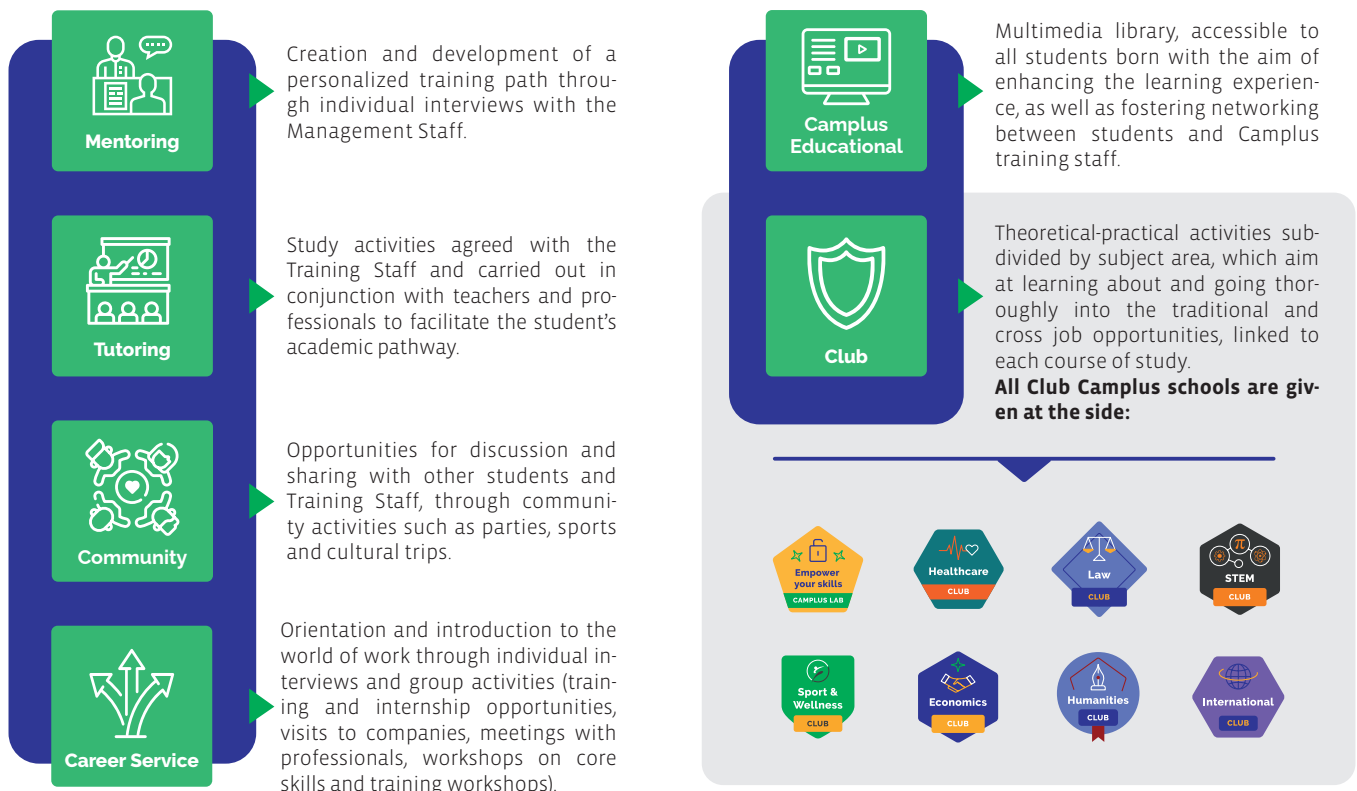 Mentoring
Creation and development of a
personalized training path throu-
gh individual interviews with the
Management Staff.
Tutoring
Study activities agreed with the
Training Staff and carried out in
conjunction with teachers and pro-
fessionals to facilitate the student's
academic pathway.
Community
Opportunities for discussion and
sharing with other students and
Training Staff, through communi-
ty activities such as parties, sports
and cultural trips.
Career Service
Orientation and introduction to the
world of work through individual in-
terviews and group activities (train-
ing and internship opportunities,
visits to companies, meetings with
professionals, workshops on core
skills and training workshops).
Camplus
Educational
Multimedia library, accessible to
all students born with the aim of
enhancing the learning experien-
ce, as well as fostering networking
between students and Camplus
training staff.
Club
Theoretical-practical activities sub-
divided by subject area, which aim
at learning about and going thor-
oughly into the traditional and
cross job opportunities, linked to
each course of study.
All Club Camplus schools are giv-
en at the side:
Empower
your skills
CAMPLUS LAB
Healthcare
CLUB
Law
CLUB
π
STEM
CLUB
Sport &
Wellness
CLUB
Economics
CLUB
Humanities
CLUB
International
CLUB